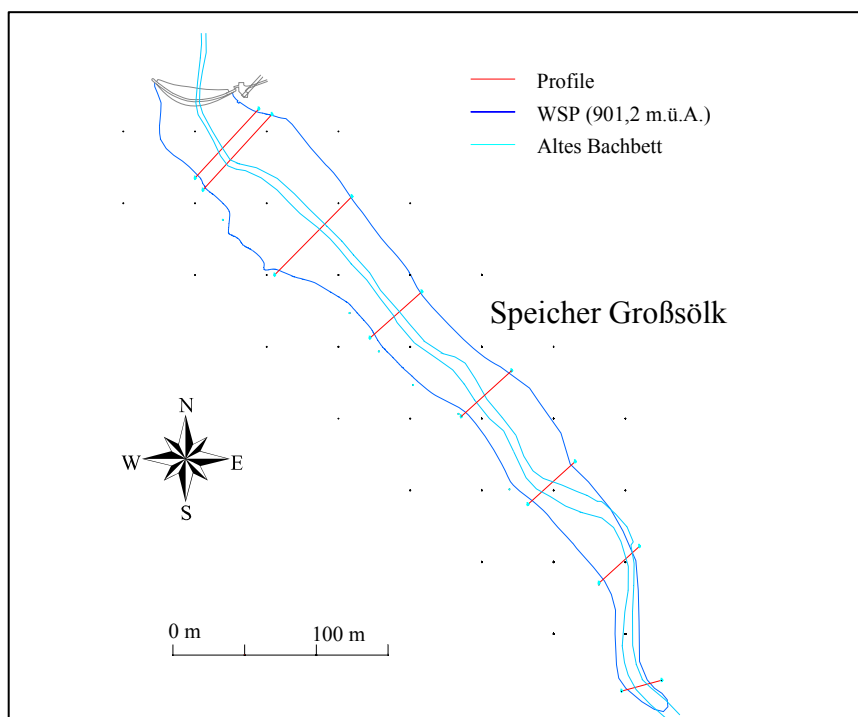 Profile
WSP (901,2 m.ü.A.)
Altes Bachbett
Speicher Großsölk
N
W E
S
0 m 100 m